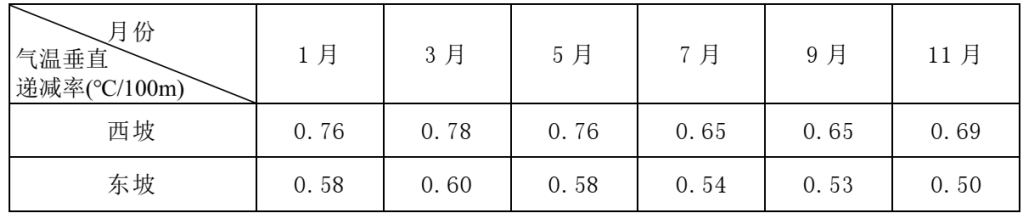 月份
气温垂直
递减率(℃/100m)
1月 3月 5月 7月 9月 11月
西坡 0.76 0.78 0.76 0.65 0.65 0.69
东坡 0.58 0.60 0.58 0.54 0.53 0.50